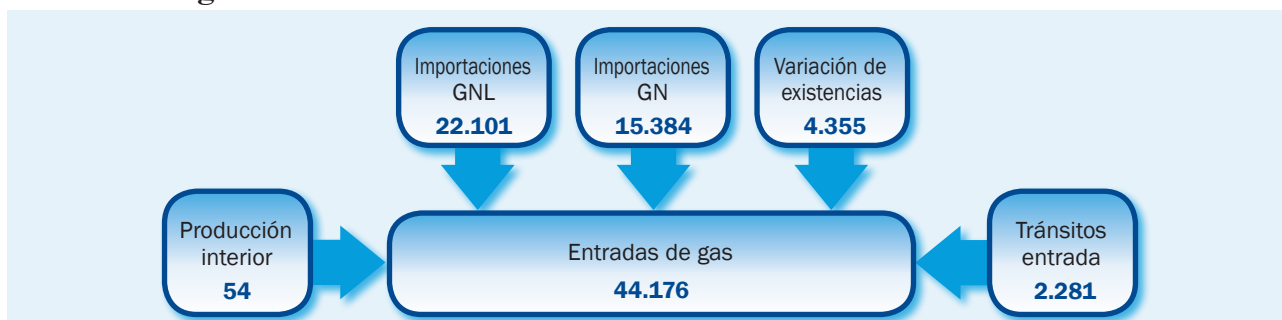 Importaciones
GNL
22.101
Importaciones
GN
15.384
Variación de
existencias
4.355
Producción
interior
54
Entradas de gas
44.176
Tránsitos
entrada
2.281